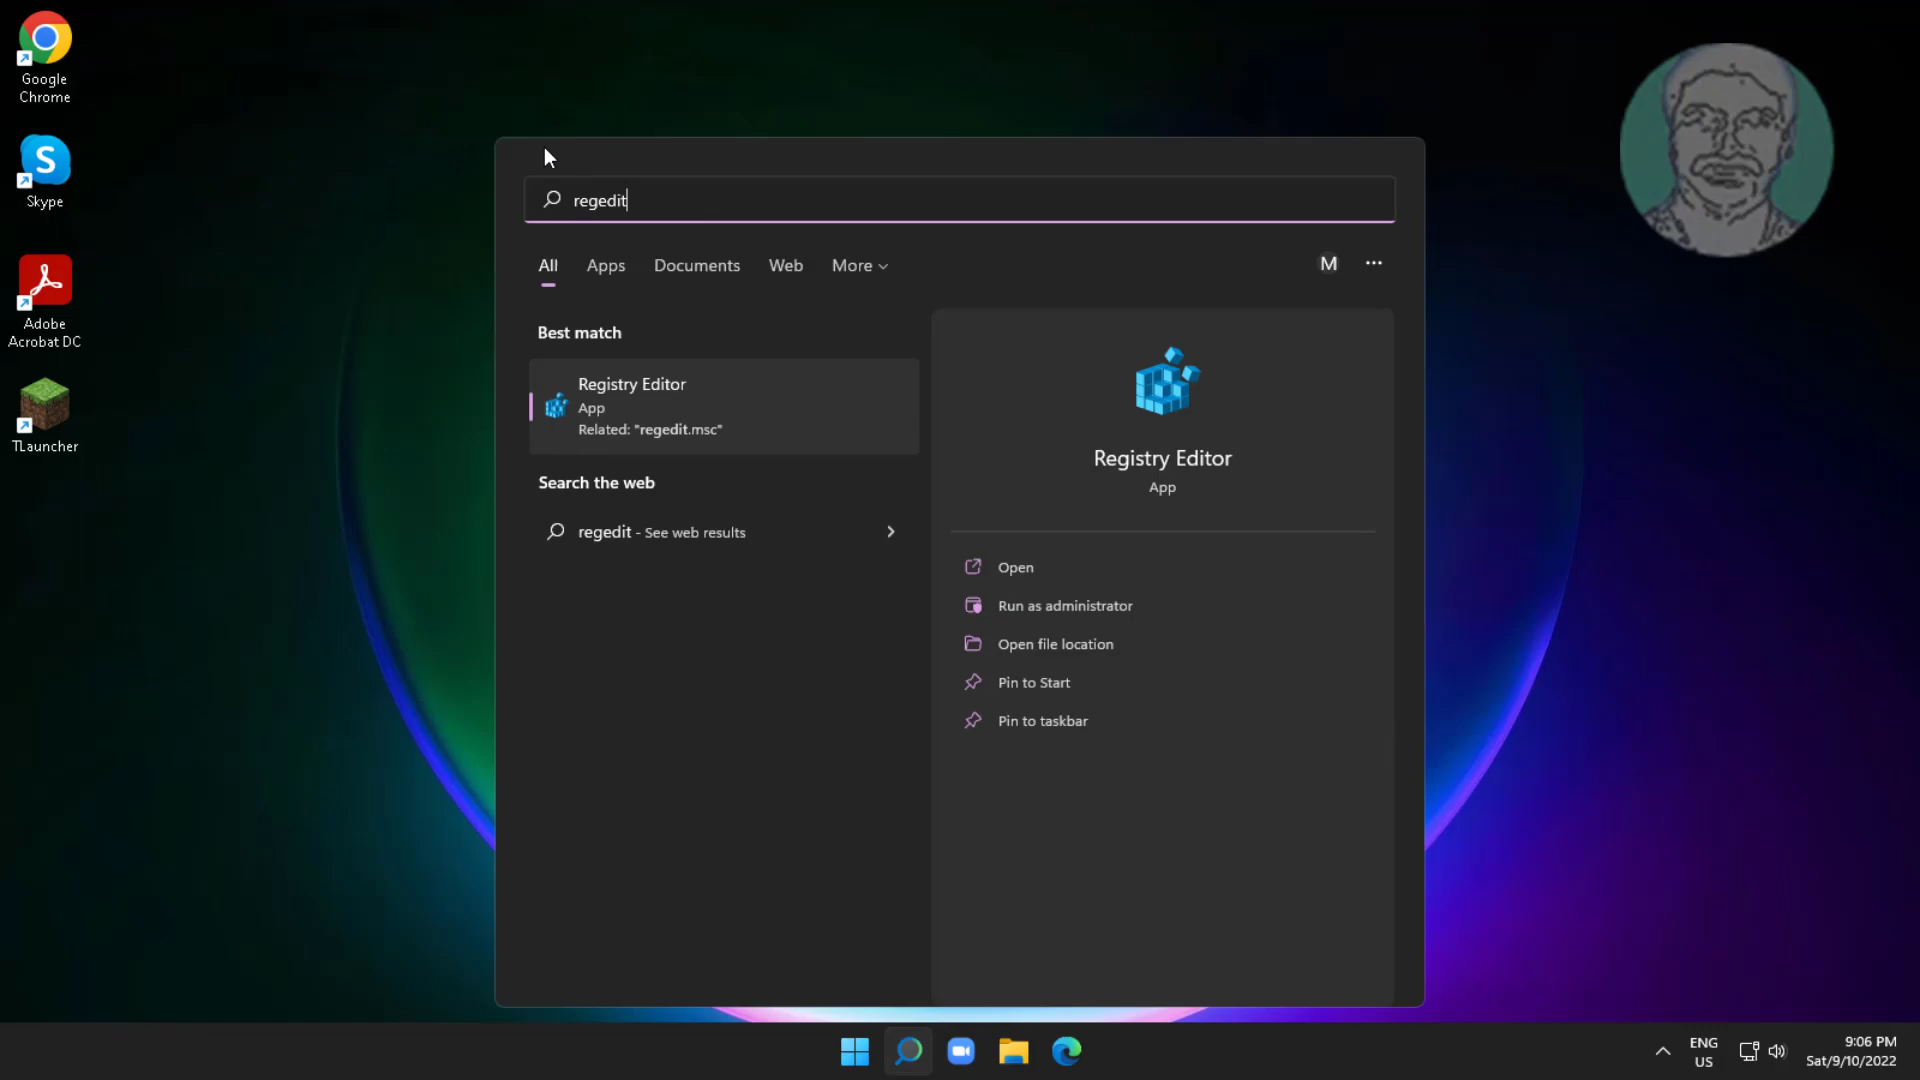 Google
Chrome
S
Skype
Adobe
Acrobat DC
TLauncher
regedit
All Apps Documents Web More
M
Best match
Registry Editor
App
Related: "regedit.msc"
Search the web
regedit - See web results
Registry Editor
App
Open
Run as administrator
Open file location
Pin to Start
Pin to taskbar
ENG
US
9:06 PM
Sat/9/10/2022